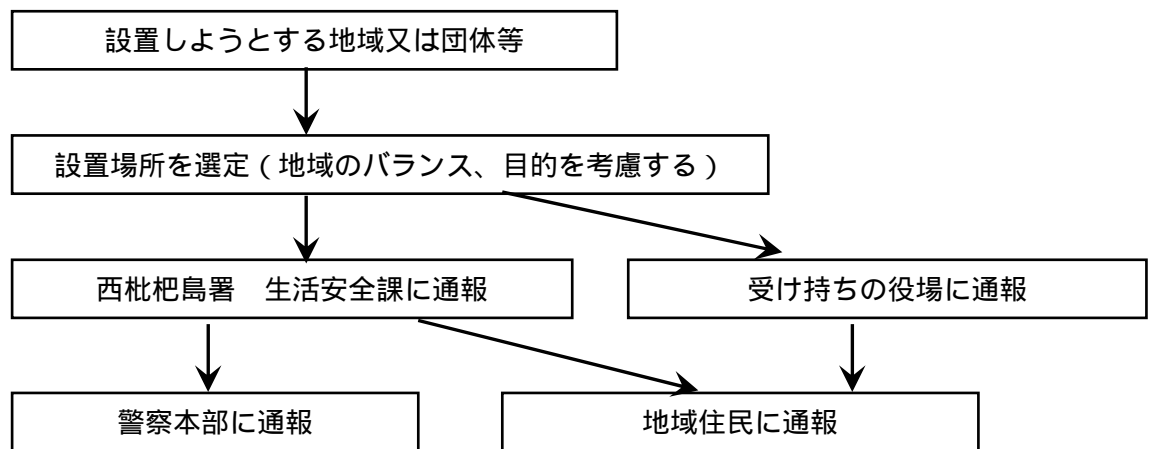 設置しようとする地域又は団体等
設置場所を選定（地域のバランス、目的を考慮する）
西枇杷島署　生活安全課に通報
受け持ちの役場に通報
警察本部に通報
地域住民に通報